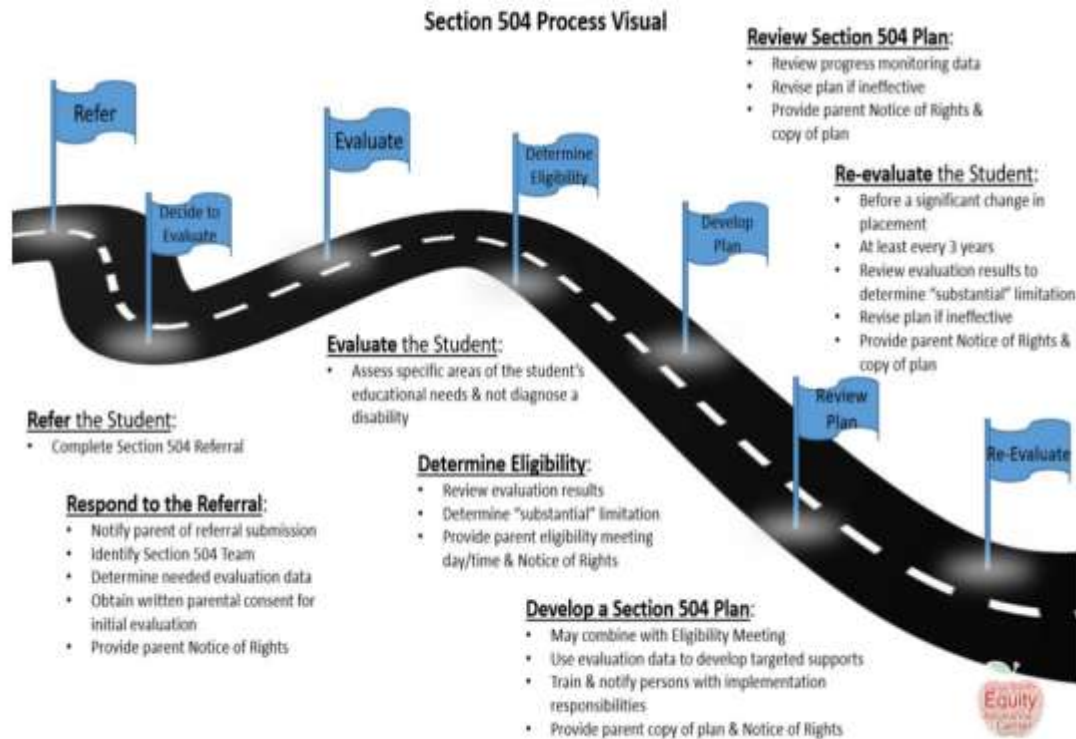 Section 504 Process Visual
Refer
Decide to
Evaluate
Evaluate
Determine
Eligibility
Develop
Plan
Review
Plan
Re-Evaluate
Refer the Student:
• Complete Section 504 Referral
Respond to the Referral:
• Notify parent of referral submission
• Identify Section 504 Team
• Determine needed evaluation data
• Obtain written parental consent for
initial evaluation
• Provide parent Notice of Rights
Evaluate the Student:
• Assess specific areas of the student's
educational needs & not diagnose a
disability
Determine Eligibility:
• Review evaluation results
• Determine "substantial" limitation
• Provide parent eligibility meeting
day/time & Notice of Rights
Develop a Section 504 Plan:
• May combine with Eligibility Meeting
• Use evaluation data to develop targeted supports
• Train & notify persons with implementation
responsibilities
• Provide parent copy of plan & Notice of Rights
Review Section 504 Plan:
• Review progress monitoring data
• Revise plan if ineffective
• Provide parent Notice of Rights &
copy of plan
Re-evaluate the Student:
• Before a significant change in
placement
• At least every 3 years
• Review evaluation results to
determine "substantial" limitation
• Revise plan if ineffective
• Provide parent Notice of Rights &
copy of plan
Equity
Center